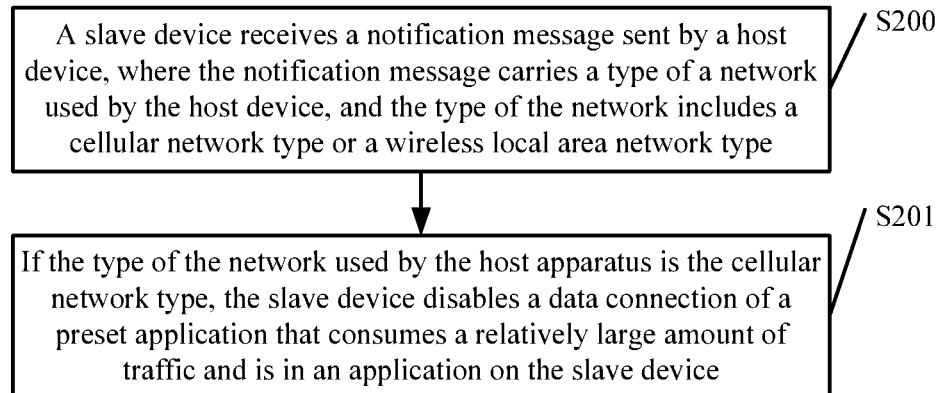 A slave device receives a notification message sent by a host
device, where the notification message carries a type of a network
used by the host device, and the type of the network includes a
cellular network type or a wireless local area network type
S200
If the type of the network used by the host apparatus is the cellular
network type, the slave device disables a data connection of a
preset application that consumes a relatively large amount of
traffic and is in an application on the slave device
S201